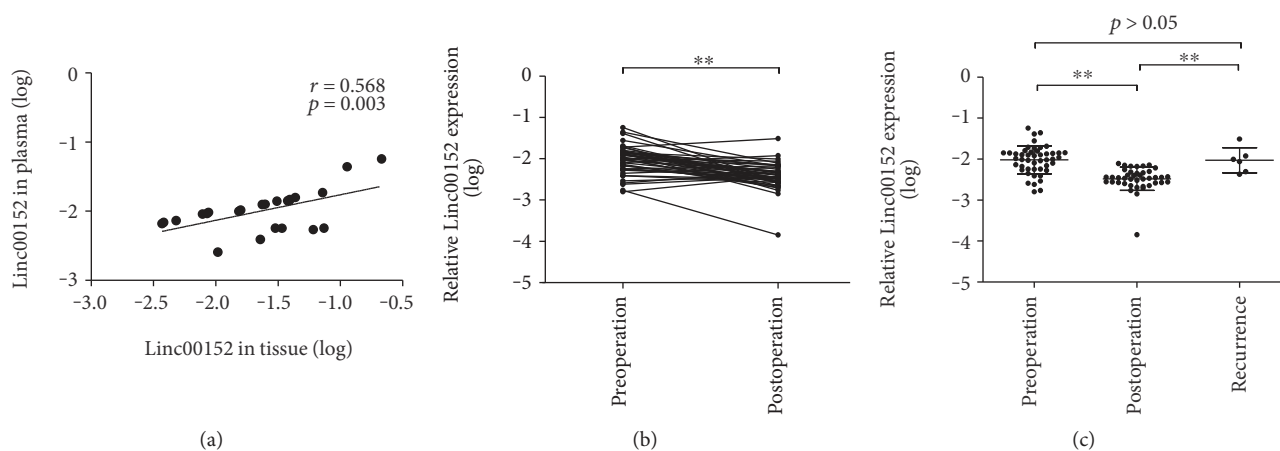 Linc00152 in plasma (log)
0
−1
−2
−3
r = 0.568
p = 0.003
−3.0 −2.5 −2.0 −1.5 −1.0 −0.5
Linc00152 in tissue (log)
(a)
Relative Linc00152 expression
(log)
0
−1
−2
−3
−4
−5
**
Preoperation
Postoperation
(b)
Relative Linc00152 expression
(log)
0
−1
−2
−3
−4
−5
p > 0.05
**
**
Preoperation
Postoperation
Recurrence
(c)